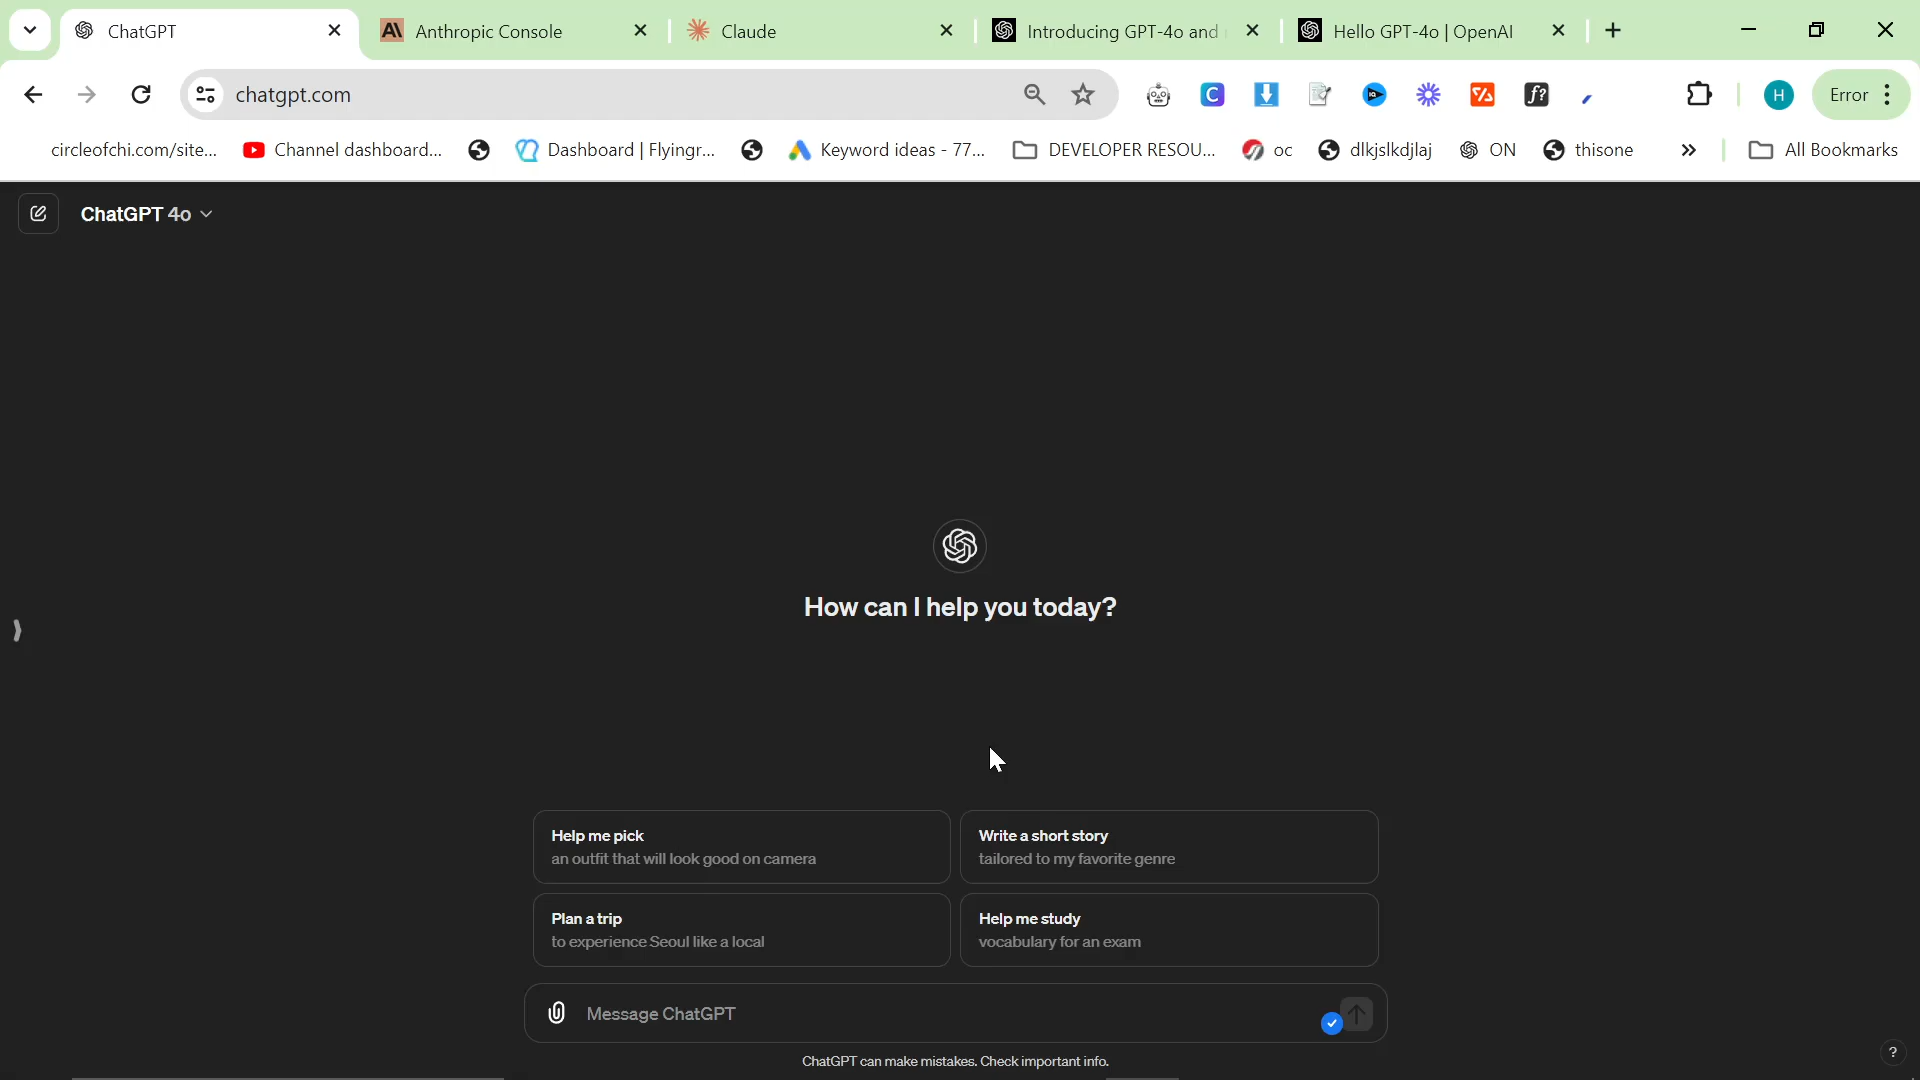 ChatGPT
Anthropic Console
Claude
Introducing GPT-4o and
Hello GPT-4o | OpenAI
chatgpt.com
H
Error
circleofchi.com/site...
Channel dashboard...
Dashboard | Flyingr...
Keyword ideas - 77...
DEVELOPER RESOU...
oc
dlkjslkdjlaj
ON
thisone
All Bookmarks
ChatGPT 4o
How can I help you today?
Help me pick
an outfit that will look good on camera
Write a short story
tailored to my favorite genre
Plan a trip
to experience Seoul like a local
Help me study
vocabulary for an exam
Message ChatGPT
ChatGPT can make mistakes. Check important info.
?